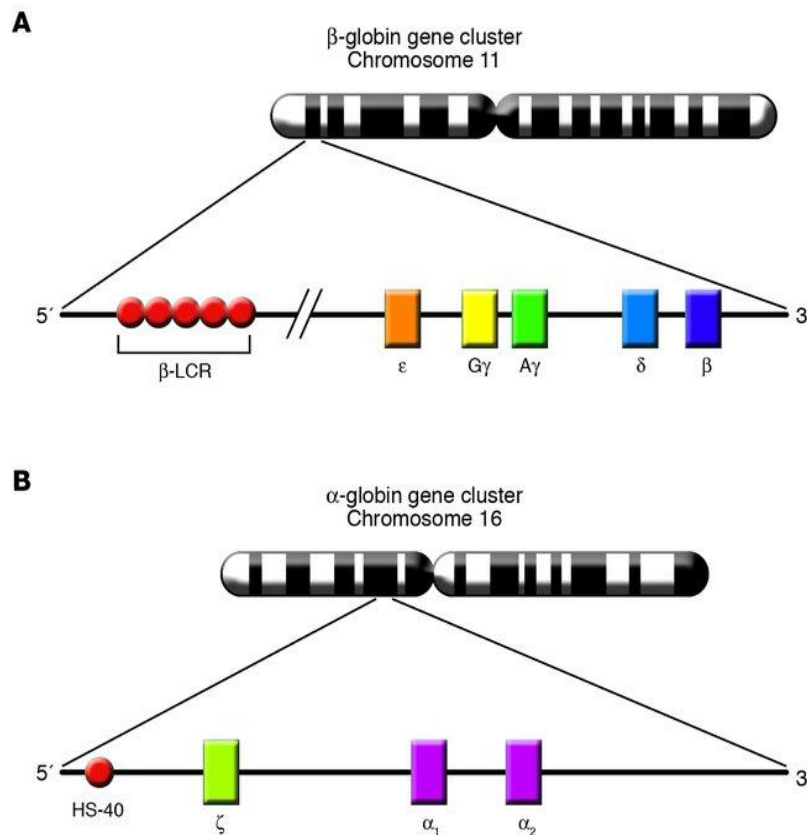 A
β-globin gene cluster
Chromosome 11
5´ 3
β-LCR ε Gγ Aγ δ β
B
α-globin gene cluster
Chromosome 16
5´ 3
HS-40 ζ α₁ α₂